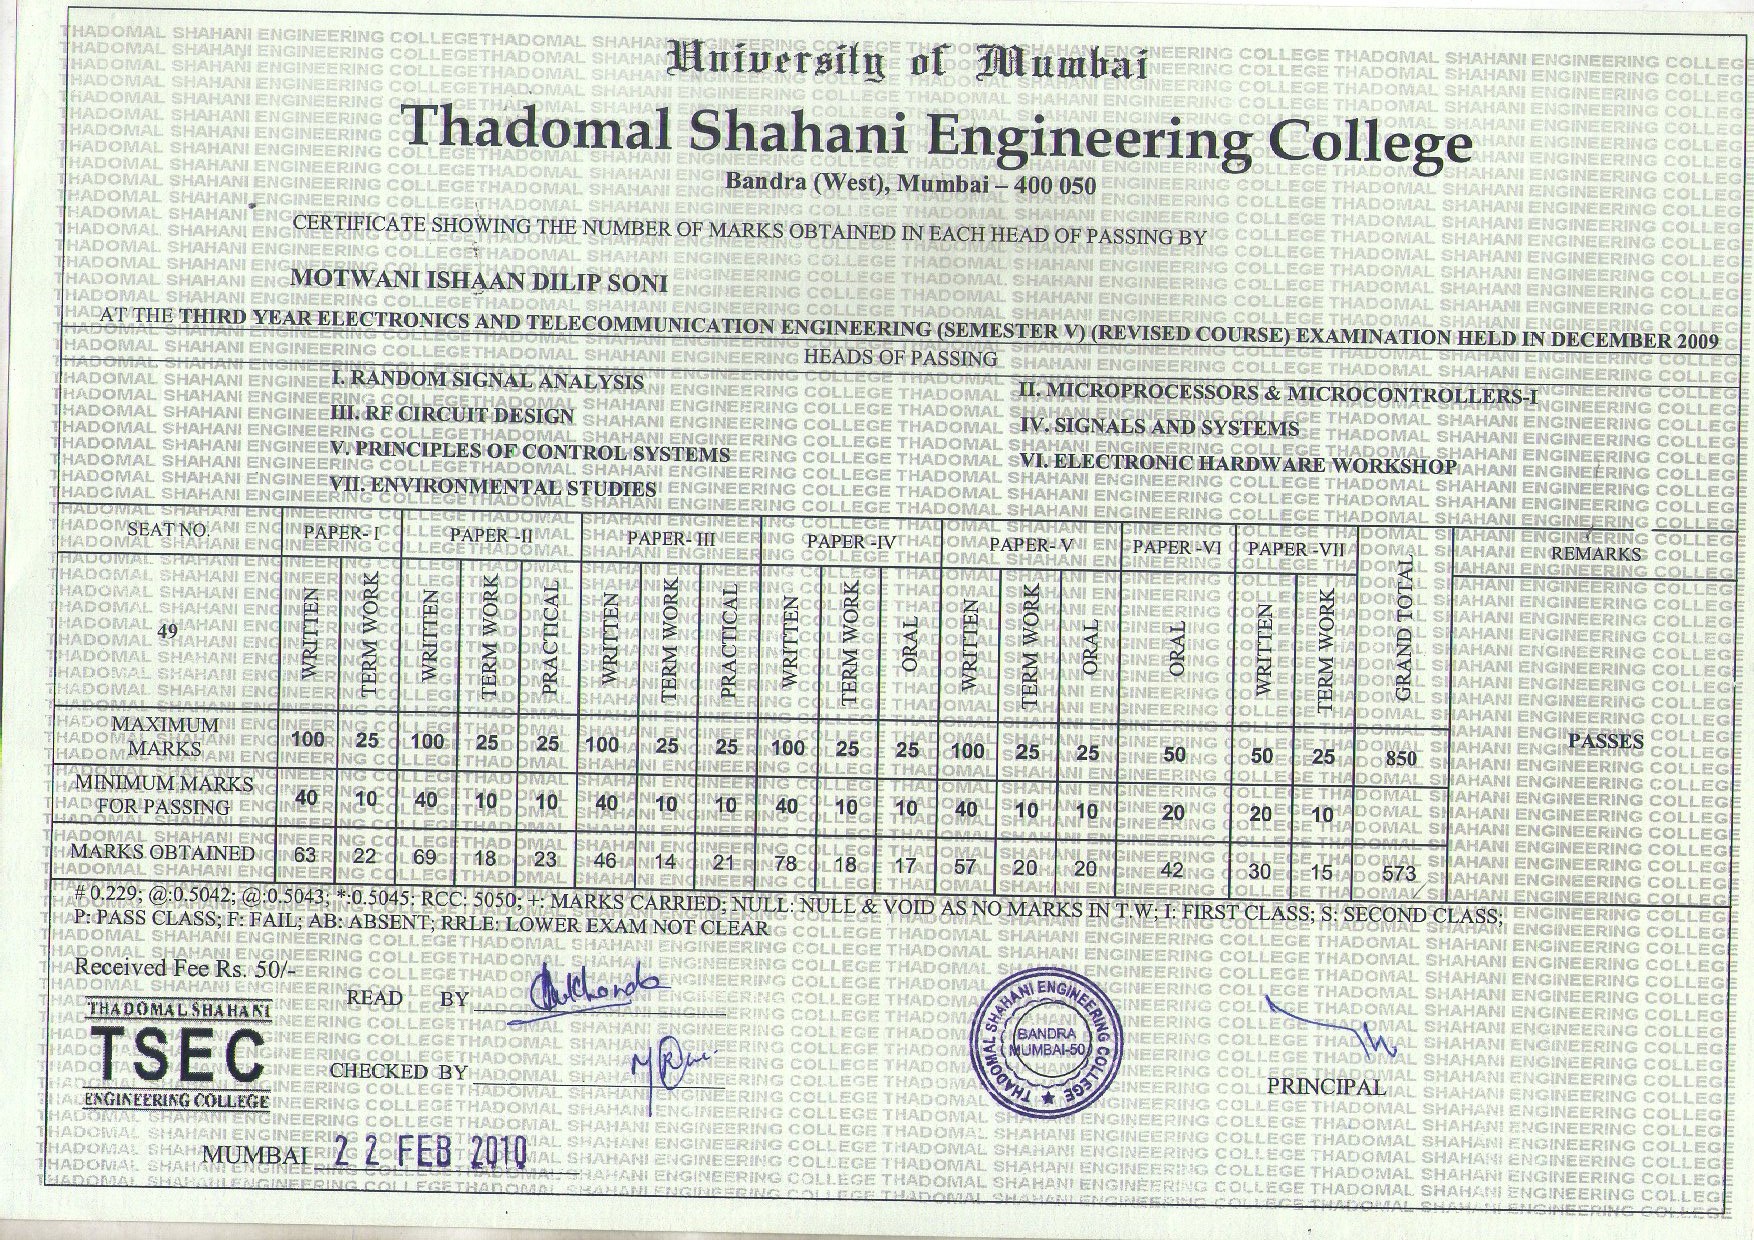 University of Mumbai
Thadomal Shahani Engineering College
Bandra (West), Mumbai – 400 050
CERTIFICATE SHOWING THE NUMBER OF MARKS OBTAINED IN EACH HEAD OF PASSING BY
MOTWANI ISHAAN DILIP SONI
AT THE THIRD YEAR ELECTRONICS AND TELECOMMUNICATION ENGINEERING (SEMESTER V) (REVISED COURSE) EXAMINATION HELD IN DECEMBER 2009
HEADS OF PASSING
I. RANDOM SIGNAL ANALYSIS II. MICROPROCESSORS & MICROCONTROLLERS-I
III. RF CIRCUIT DESIGN IV. SIGNALS AND SYSTEMS
V. PRINCIPLES OF CONTROL SYSTEMS VI. ELECTRONIC HARDWARE WORKSHOP
VII. ENVIRONMENTAL STUDIES
SEAT NO. PAPER- I PAPER -II PAPER- III PAPER -IV PAPER- V PAPER -VI PAPER -VII GRAND TOTAL REMARKS
49 WRITTEN TERM WORK WRITTEN TERM WORK PRACTICAL WRITTEN TERM WORK PRACTICAL WRITTEN TERM WORK ORAL WRITTEN TERM WORK ORAL ORAL WRITTEN TERM WORK
MAXIMUM MARKS 100 25 100 25 25 100 25 25 100 25 25 100 25 25 50 50 25 850 PASSES
MINIMUM MARKS FOR PASSING 40 10 40 10 10 40 10 10 40 10 10 40 10 10 20 20 10
MARKS OBTAINED 63 22 69 18 23 46 14 21 78 18 17 57 20 20 42 30 15 573
# 0.229; @:0.5042; @:0.5043; *:0.5045: RCC: 5050; +: MARKS CARRIED; NULL: NULL & VOID AS NO MARKS IN T.W; I: FIRST CLASS; S: SECOND CLASS;
P: PASS CLASS; F: FAIL; AB: ABSENT; RRLE: LOWER EXAM NOT CLEAR
Received Fee Rs. 50/-
READ BY
THADOMAL SHAHANI
TSEC
ENGINEERING COLLEGE
CHECKED BY
THADOMAL SHAHANI ENGINEERING COLLEGE
BANDRA
MUMBAI-50
PRINCIPAL
MUMBAI 22 FEB 2010